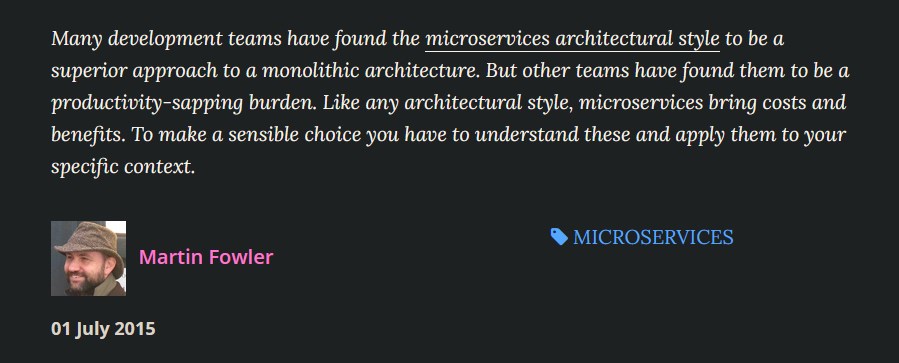 Many development teams have found the microservices architectural style to be a
superior approach to a monolithic architecture. But other teams have found them to be a
productivity-sapping burden. Like any architectural style, microservices bring costs and
benefits. To make a sensible choice you have to understand these and apply them to your
specific context.
Martin Fowler
MICROSERVICES
01 July 2015